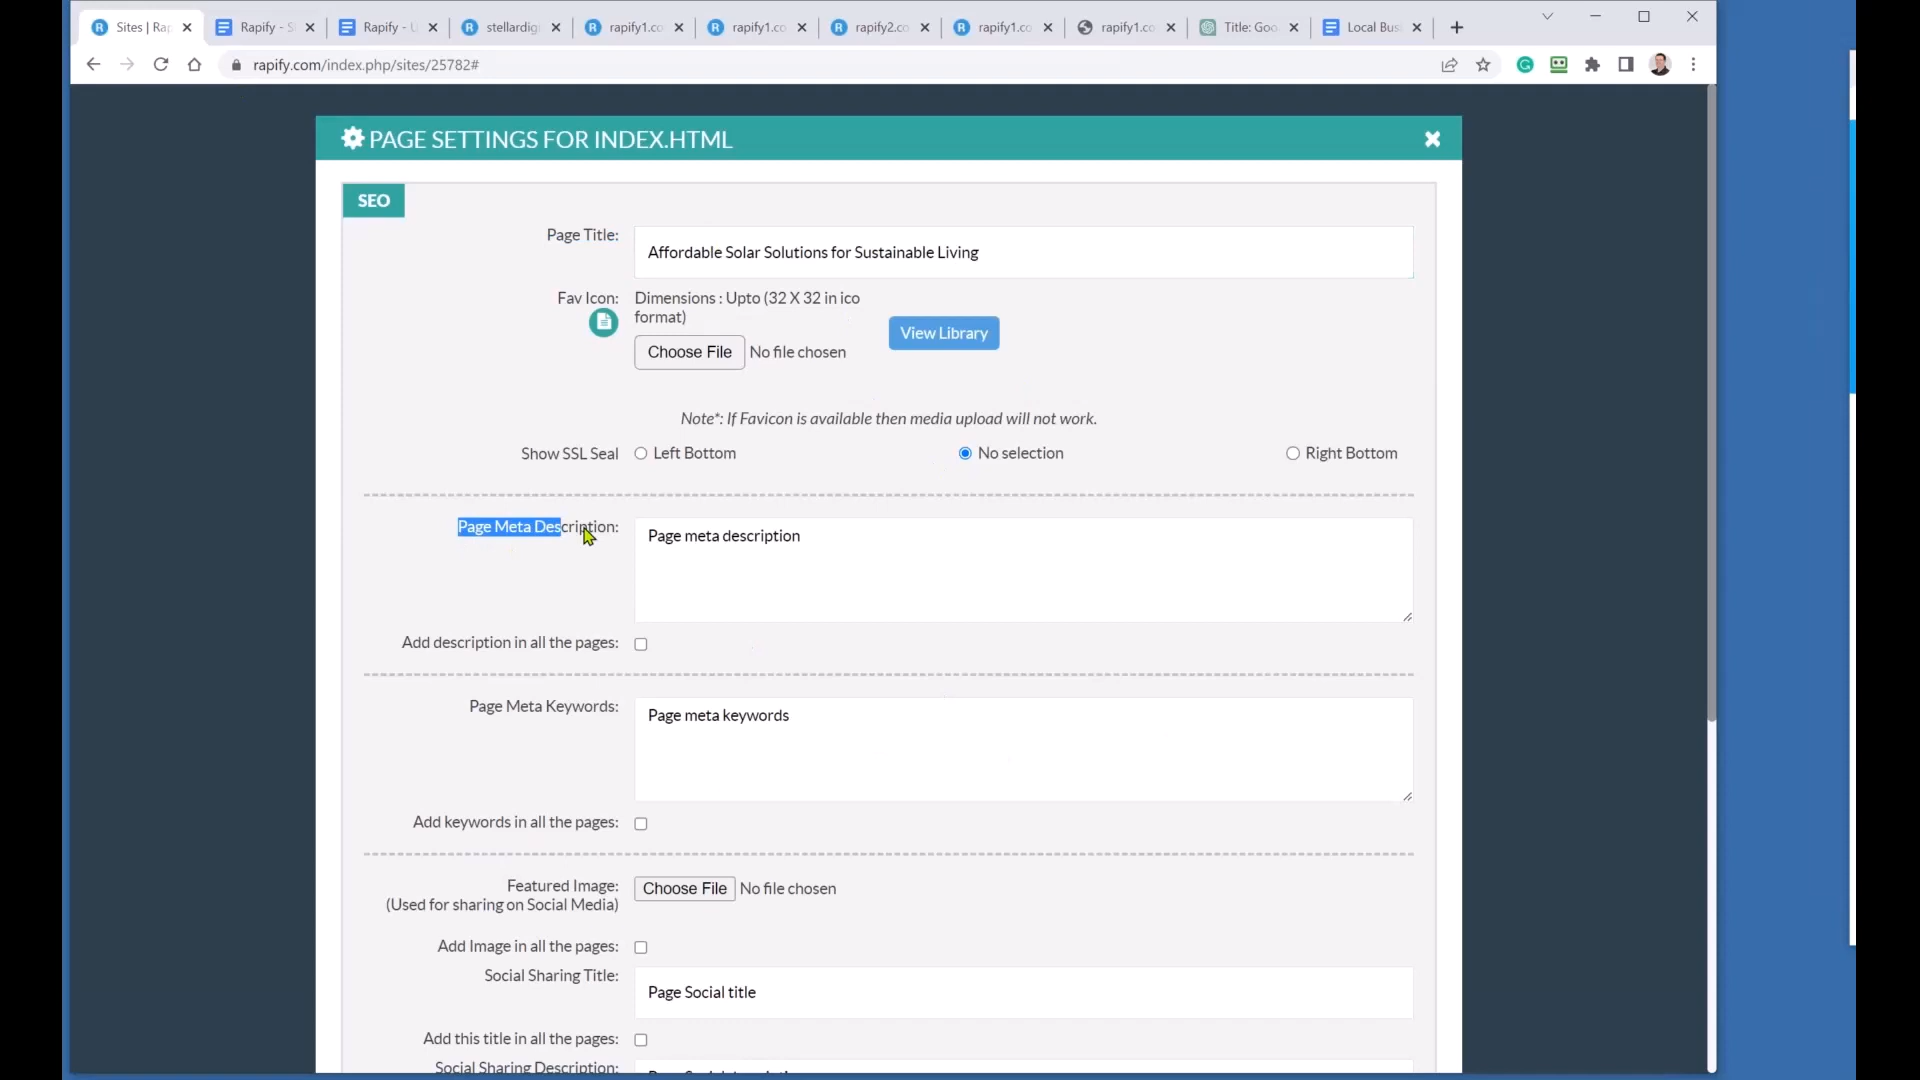 Sites | Rap
Rapify - S
Rapify - U
stellardigi
rapify1.co
rapify1.co
rapify2.co
rapify1.co
rapify1.co
Title: Goo
Local Bus
rapify.com/index.php/sites/25782#
PAGE SETTINGS FOR INDEX.HTML
SEO
Page Title:
Affordable Solar Solutions for Sustainable Living
Fav Icon:
Dimensions : Upto (32 X 32 in ico
format)
View Library
Choose File No file chosen
Note*: If Favicon is available then media upload will not work.
Show SSL Seal
Left Bottom
No selection
Right Bottom
Page Meta Description:
Page meta description
Add description in all the pages:
Page Meta Keywords:
Page meta keywords
Add keywords in all the pages:
Featured Image:
(Used for sharing on Social Media)
Choose File No file chosen
Add Image in all the pages:
Social Sharing Title:
Page Social title
Add this title in all the pages:
Social Sharing Description: